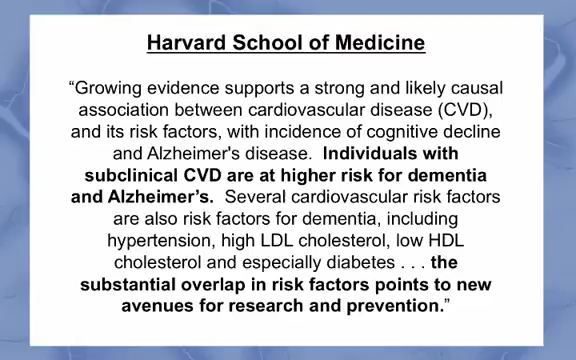 Harvard School of Medicine
“Growing evidence supports a strong and likely causal
association between cardiovascular disease (CVD),
and its risk factors, with incidence of cognitive decline
and Alzheimer's disease.  Individuals with
subclinical CVD are at higher risk for dementia
and Alzheimer’s.  Several cardiovascular risk factors
are also risk factors for dementia, including
hypertension, high LDL cholesterol, low HDL
cholesterol and especially diabetes . . . the
substantial overlap in risk factors points to new
avenues for research and prevention.”